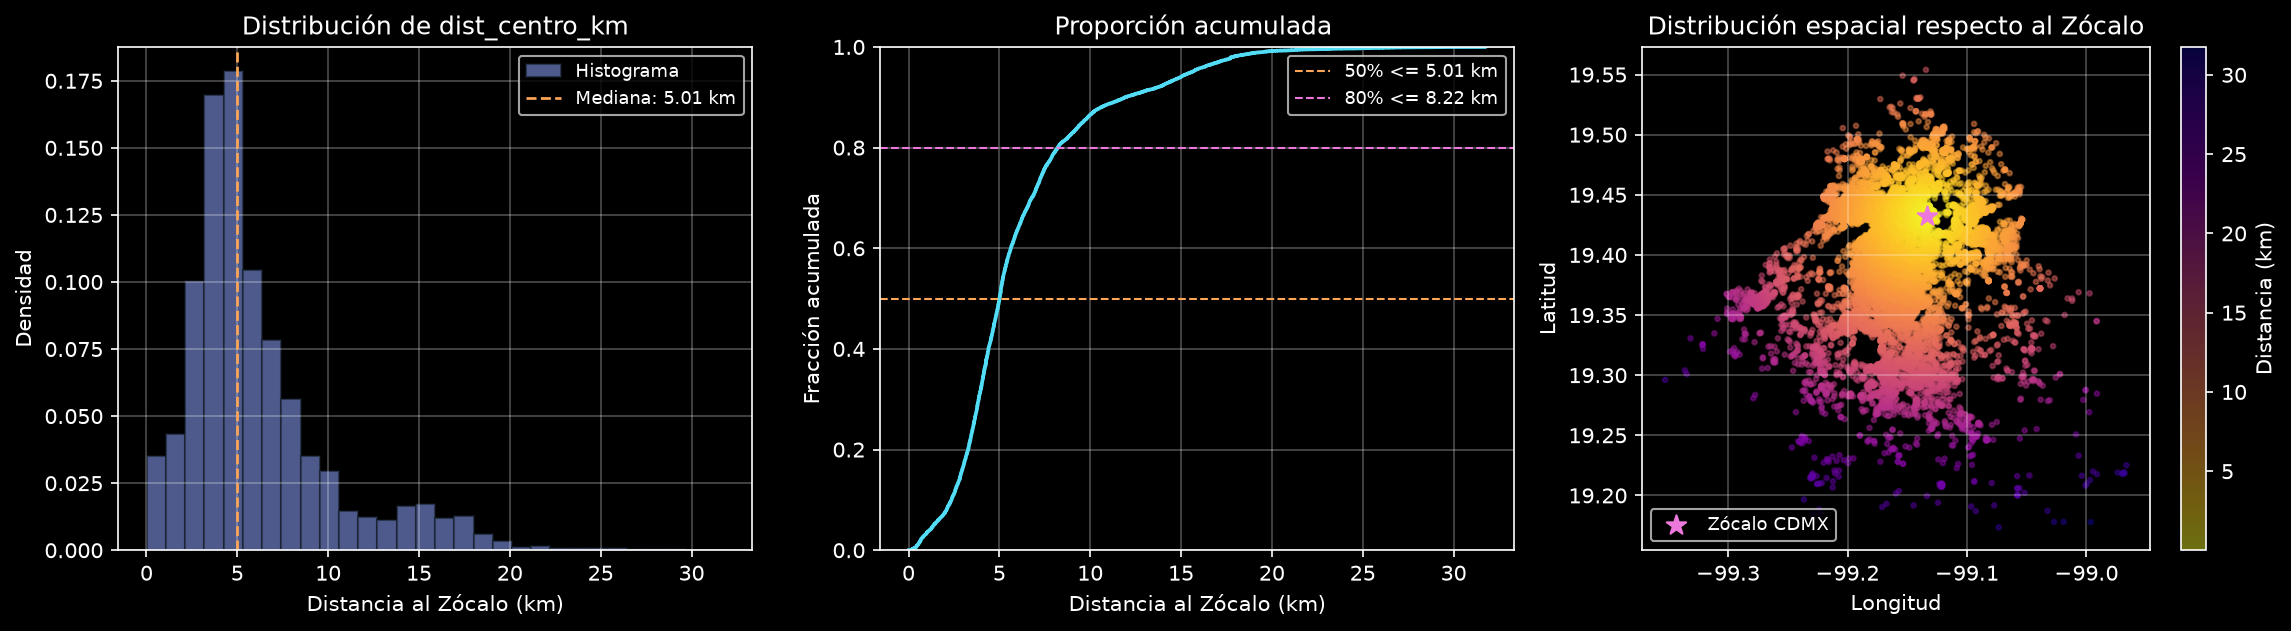 Distribución de dist_centro_km
Densidad
0.175
0.150
0.125
0.100
0.075
0.050
0.025
0.000
0 5 10 15 20 25 30
Distancia al Zócalo (km)
Histograma
Mediana: 5.01 km
Proporción acumulada
Fracción acumulada
1.0
0.8
0.6
0.4
0.2
0.0
0 5 10 15 20 25 30
Distancia al Zócalo (km)
50% <= 5.01 km
80% <= 8.22 km
Distribución espacial respecto al Zócalo
Latitud
19.55
19.50
19.45
19.40
19.35
19.30
19.25
19.20
−99.3 −99.2 −99.1 −99.0
Longitud
Zócalo CDMX
30
25
20
15
10
5
Distancia (km)